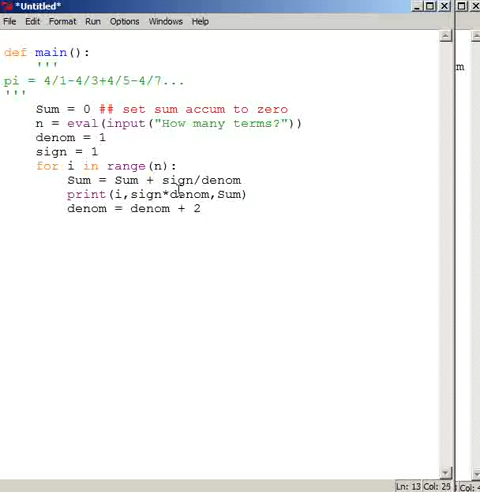 *Untitled*
File Edit Format Run Options Windows Help
def main():
    '''
pi = 4/1-4/3+4/5-4/7...
'''
    Sum = 0 ## set sum accum to zero
    n = eval(input("How many terms?"))
    denom = 1
    sign = 1
    for i in range(n):
        Sum = Sum + sign/denom
        print(i,sign*denom,Sum)
        denom = denom + 2
m
Ln: 13 Col: 25
Col: 4